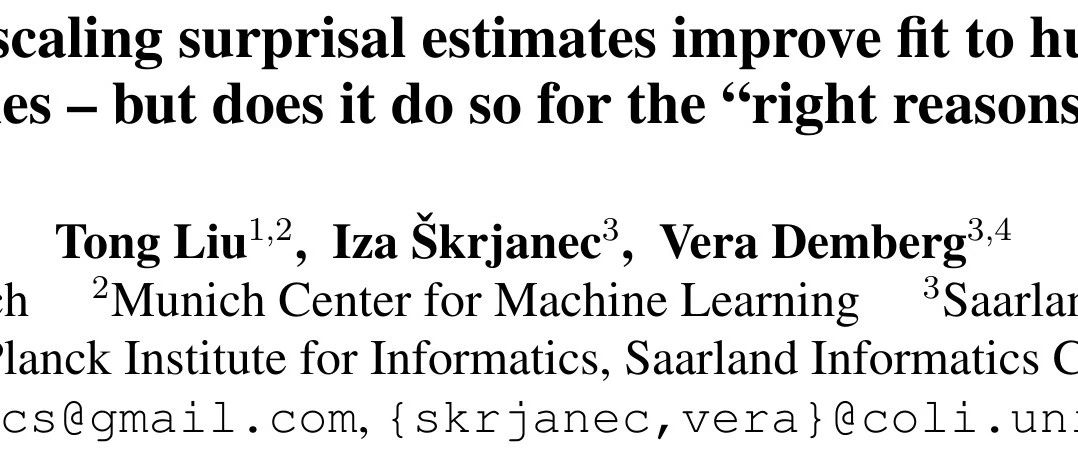 scaling surprisal estimates improve fit to hu
es – but does it do so for the “right reasons
Tong Liu1,2, Iza Škrjanec3, Vera Demberg3,4
ch 2Munich Center for Machine Learning 3Saarlan
Planck Institute for Informatics, Saarland Informatics C
cs@gmail.com, {skrjanec,vera}@coli.uni